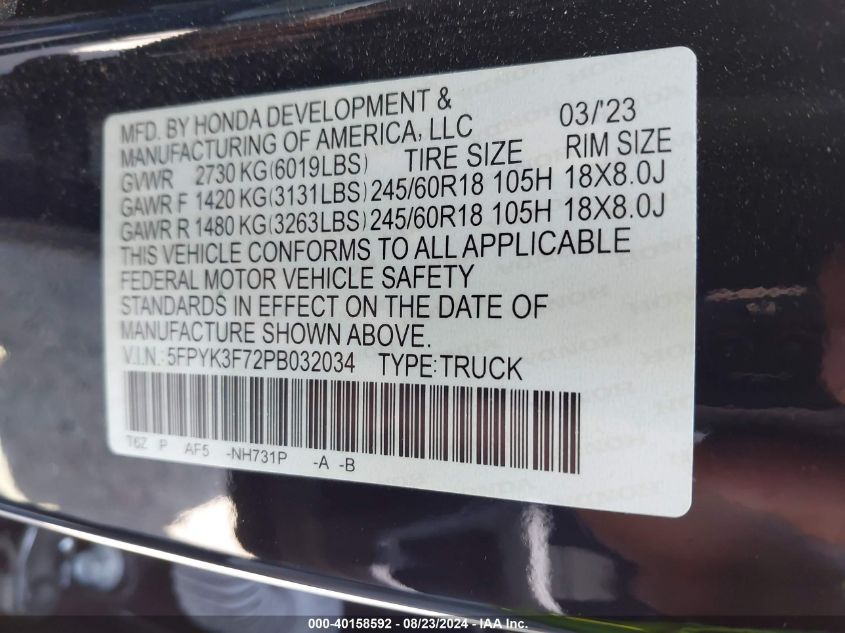 MFD. BY HONDA DEVELOPMENT & 
MANUFACTURING OF AMERICA, LLC 03/'23
GVWR 2730 KG(6019LBS) TIRE SIZE RIM SIZE
GAWR F 1420 KG(3131LBS) 245/60R18 105H 18X8.0J
GAWR R 1480 KG(3263LBS) 245/60R18 105H 18X8.0J
THIS VEHICLE CONFORMS TO ALL APPLICABLE
FEDERAL MOTOR VEHICLE SAFETY
STANDARDS IN EFFECT ON THE DATE OF
MANUFACTURE SHOWN ABOVE.
V.I.N.: 5FPYK3F72PB032034 TYPE:TRUCK
T6Z P AF5 -NH731P -A -B
000-40158592 - 08/23/2024 - IAA Inc.